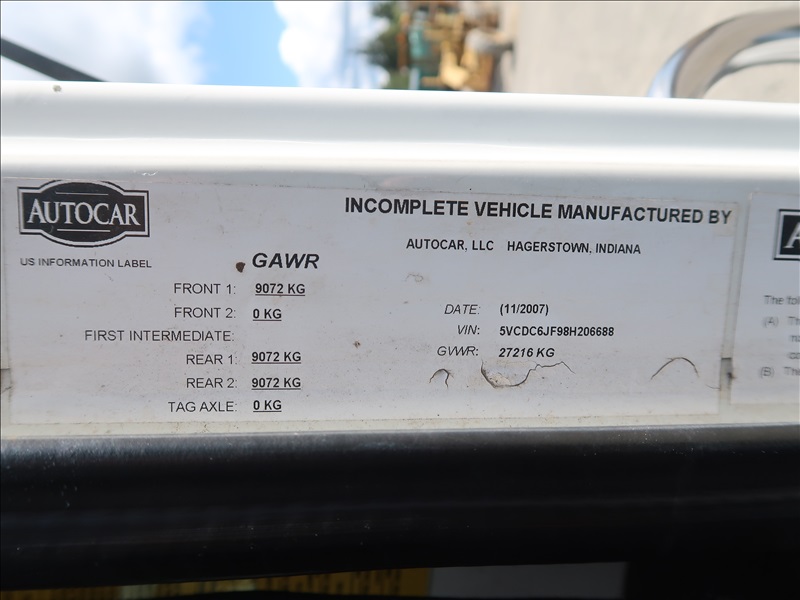 AUTOCAR
US INFORMATION LABEL
GAWR
FRONT 1: 9072 KG
FRONT 2: 0 KG
FIRST INTERMEDIATE:
REAR 1: 9072 KG
REAR 2: 9072 KG
TAG AXLE: 0 KG
INCOMPLETE VEHICLE MANUFACTURED BY
AUTOCAR, LLC HAGERSTOWN, INDIANA
DATE: (11/2007)
VIN: 5VCDC6JF98H206688
GVWR: 27216 KG
The
(A)
(B)